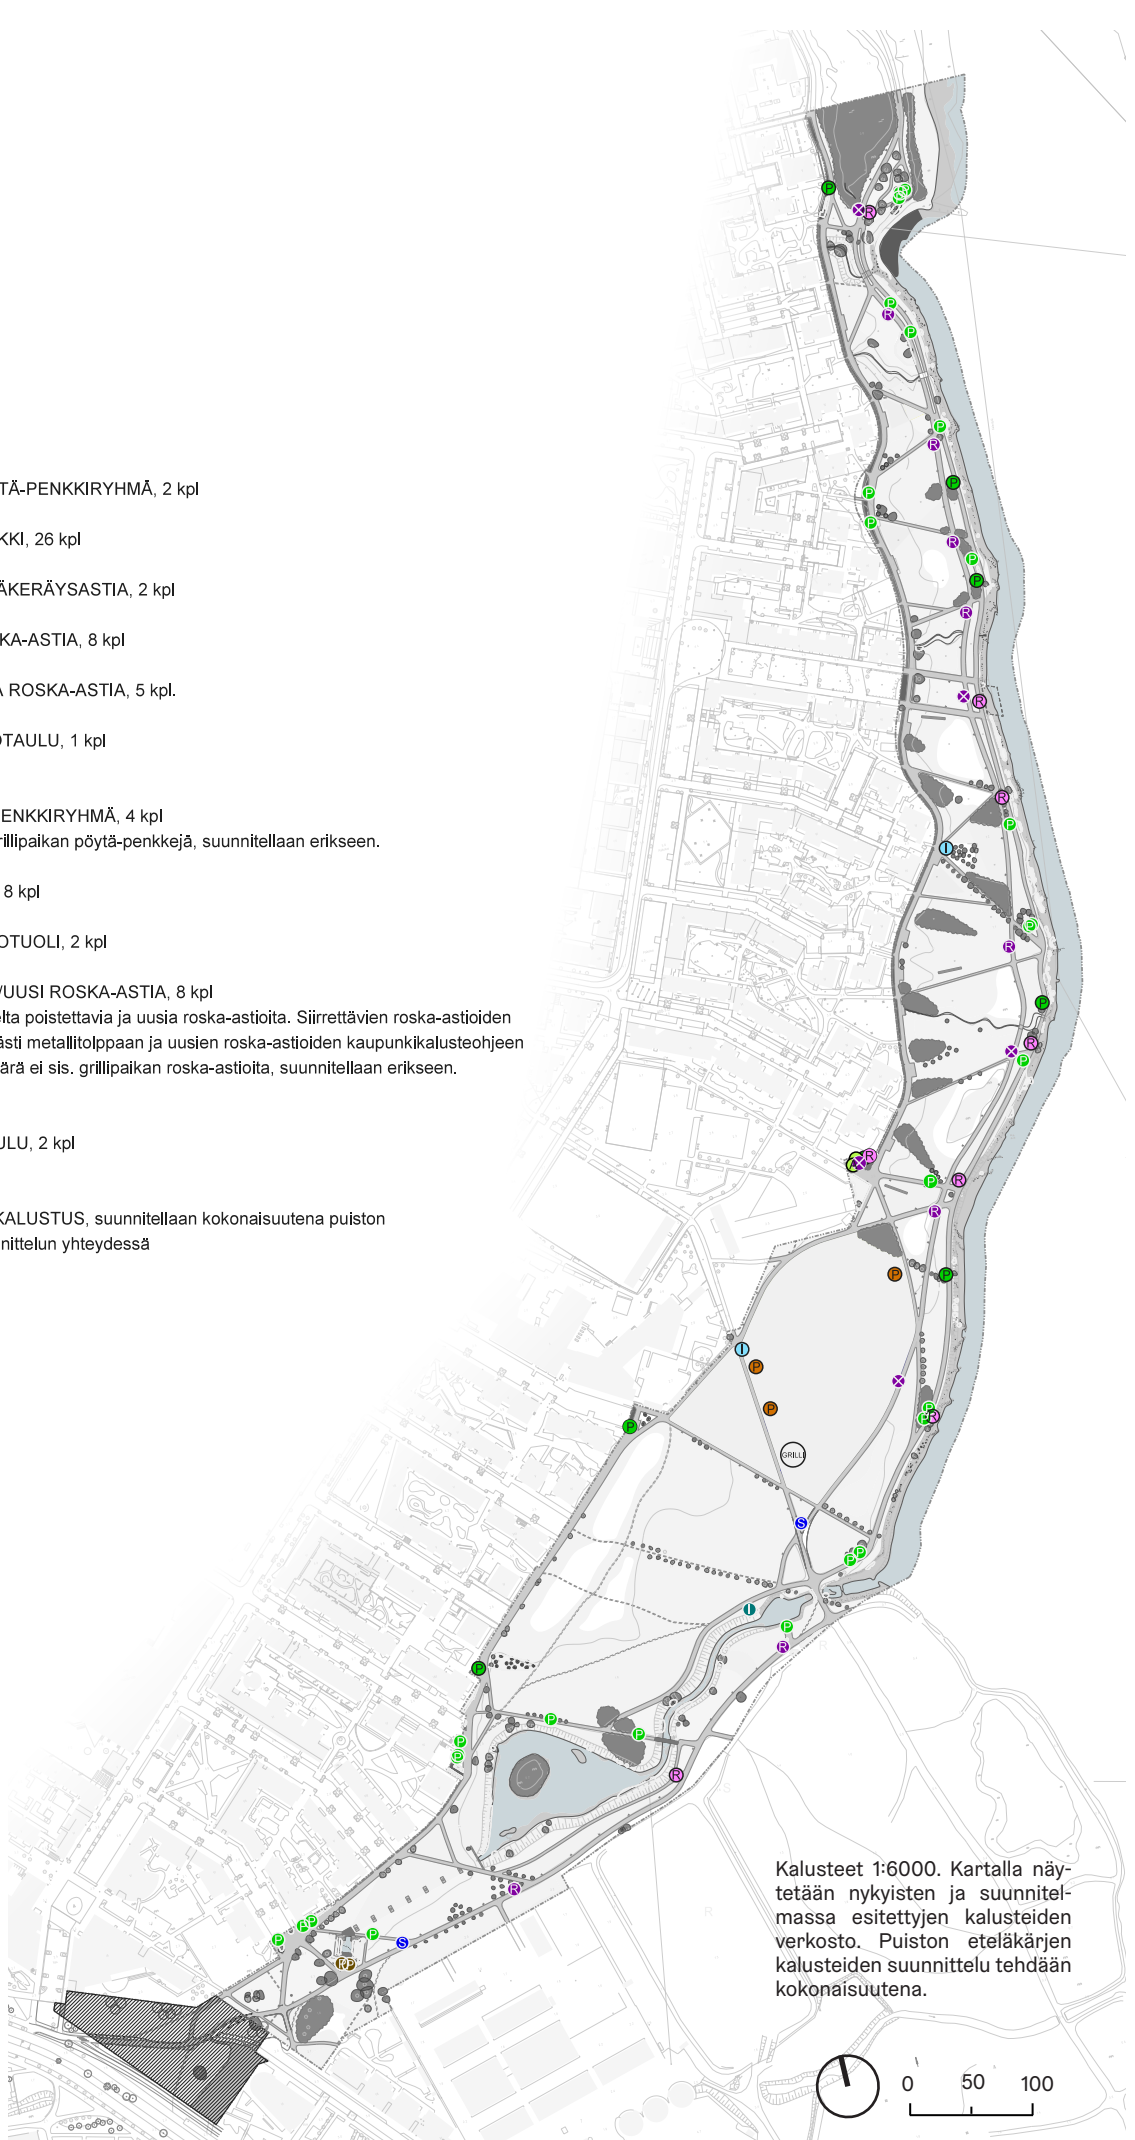 TÄ-PENKKIRYHMÄ, 2 kpl
KKI, 26 kpl
ÄKERÄYSASTIA, 2 kpl
KA-ASTIA, 8 kpl
A ROSKA-ASTIA, 5 kpl.
OTAULU, 1 kpl
ENKKIRYHMÄ, 4 kpl
rillipaikan pöytä-penkkejä, suunnitellaan erikseen.
8 kpl
OTUOLI, 2 kpl
/UUSI ROSKA-ASTIA, 8 kpl
elta poistettavia ja uusia roska-astioita. Siirrettävien roska-astioiden
ästi metallitolppaan ja uusien roska-astioiden kaupunkikalusteohjeen
ärä ei sis. grillipaikan roska-astioita, suunnitellaan erikseen.
ULU, 2 kpl
KALUSTUS, suunnitellaan kokonaisuutena puiston
nittelun yhteydessä
GRILLI
Kalusteet 1:6000. Kartalla näy-
tetään nykyisten ja suunnitel-
massa esitettyjen kalusteiden
verkosto. Puiston eteläkärjen
kalusteiden suunnittelu tehdään
kokonaisuutena.
0 50 100